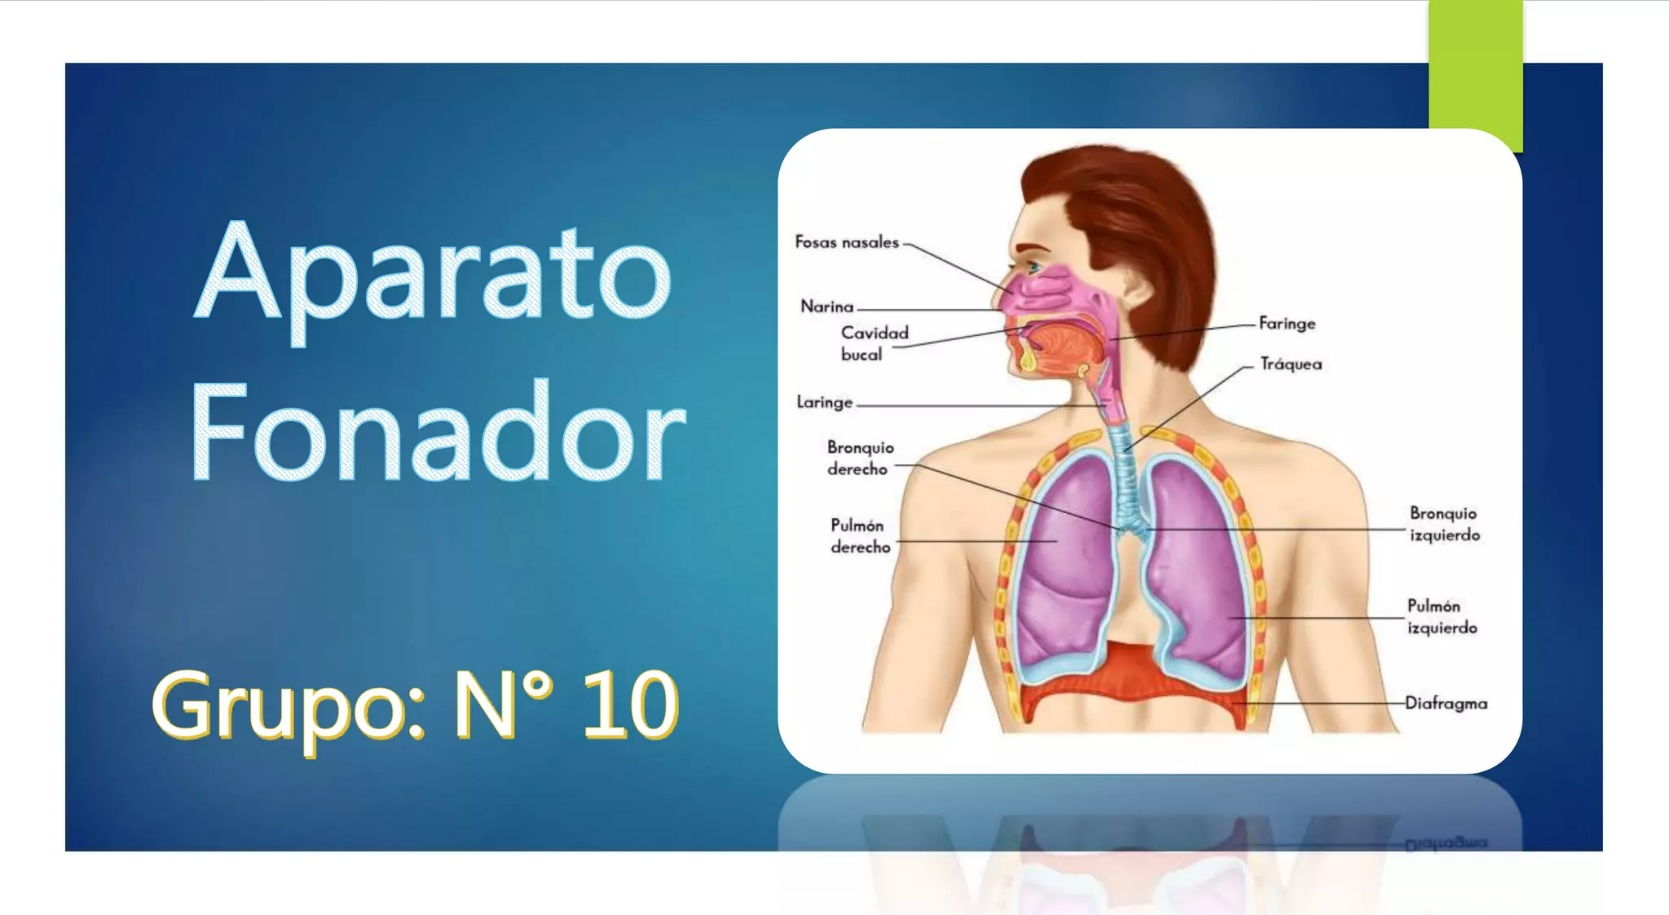 Aparato
Fonador
Grupo: N° 10
Fosas nasales
Narina
Cavidad
bucal
Laringe
Bronquio
derecho
Pulmón
derecho
Faringe
Tráquea
Bronquio
izquierdo
Pulmón
izquierdo
Diafragma